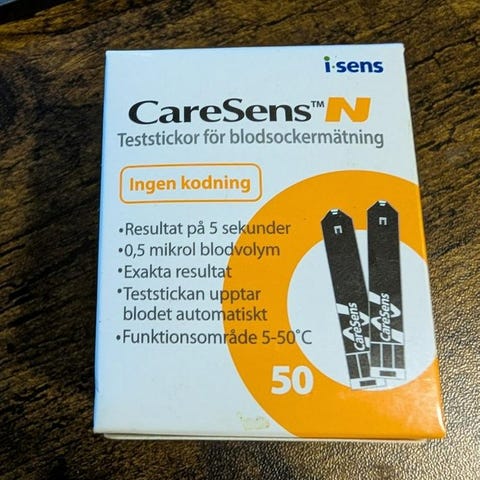 i·sens
CareSens™ N
Teststickor för blodsockermätning
Ingen kodning
•Resultat på 5 sekunder
•0,5 mikrol blodvolym
•Exakta resultat
•Teststickan upptar
blodet automatiskt
•Funktionsområde 5-50°C
CareSens N
CareSens N
50